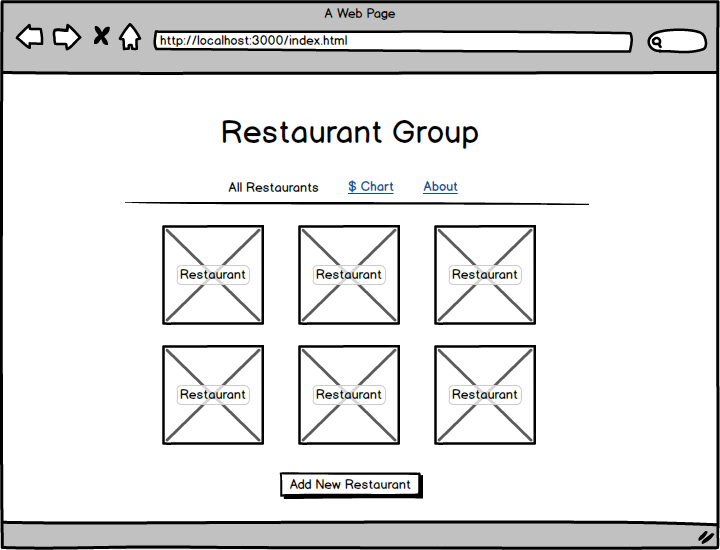 A Web Page
http://localhost:3000/index.html
Restaurant Group
All Restaurants $ Chart About
Restaurant Restaurant Restaurant
Restaurant Restaurant Restaurant
Add New Restaurant